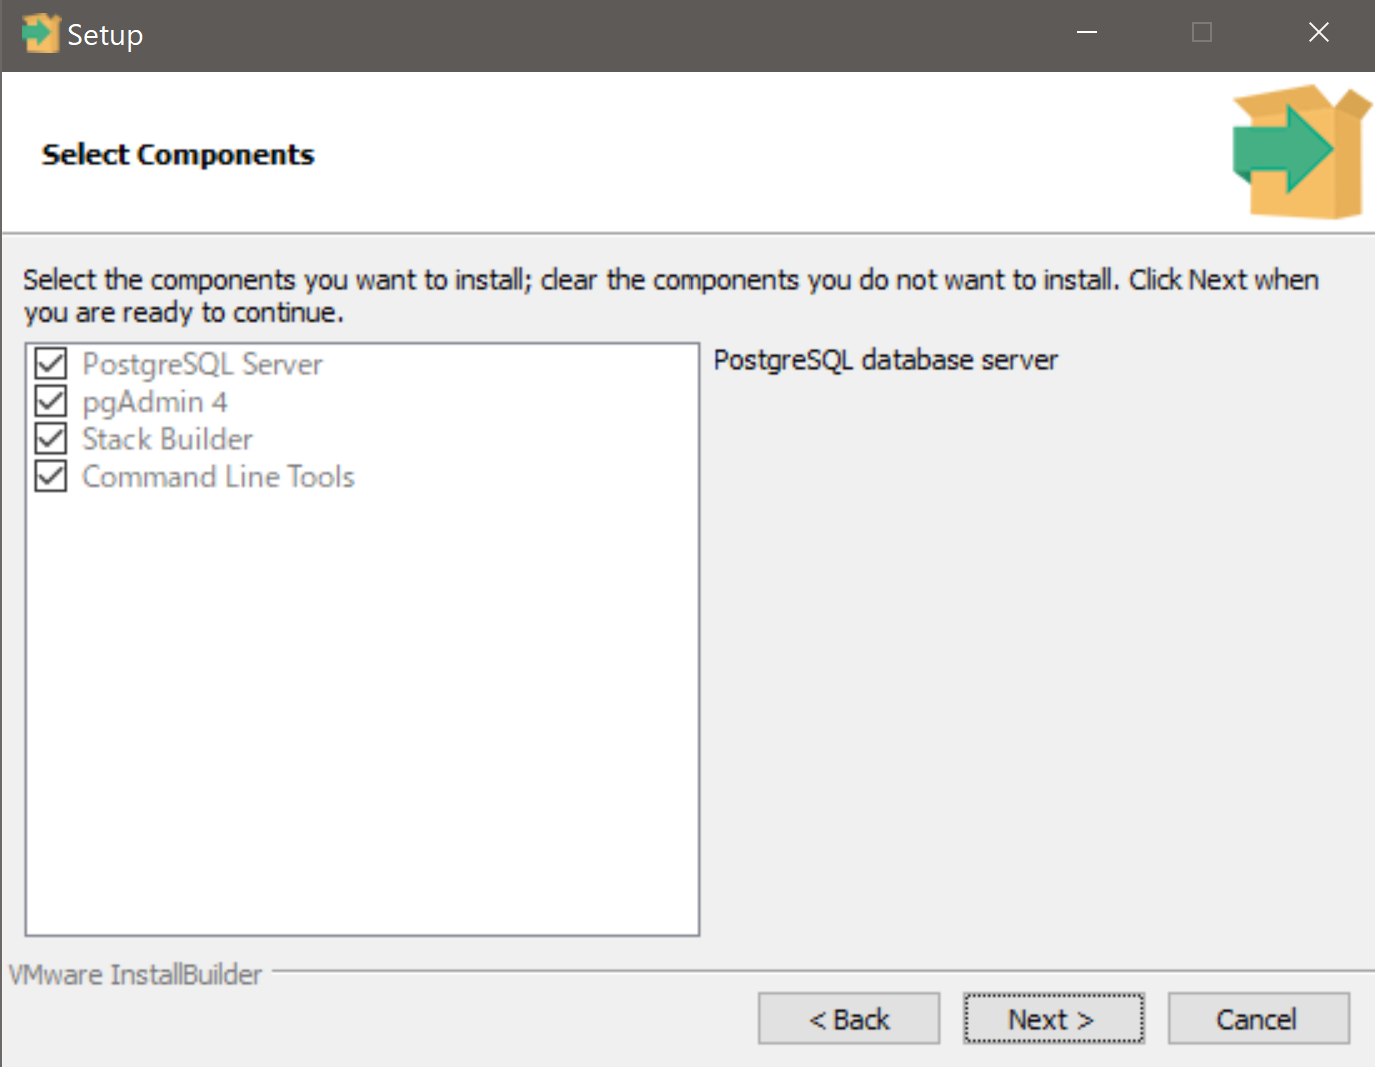 Setup
Select Components
Select the components you want to install; clear the components you do not want to install. Click Next when
you are ready to continue.
PostgreSQL Server
pgAdmin 4
Stack Builder
Command Line Tools
PostgreSQL database server
VMware InstallBuilder
< Back
Next >
Cancel